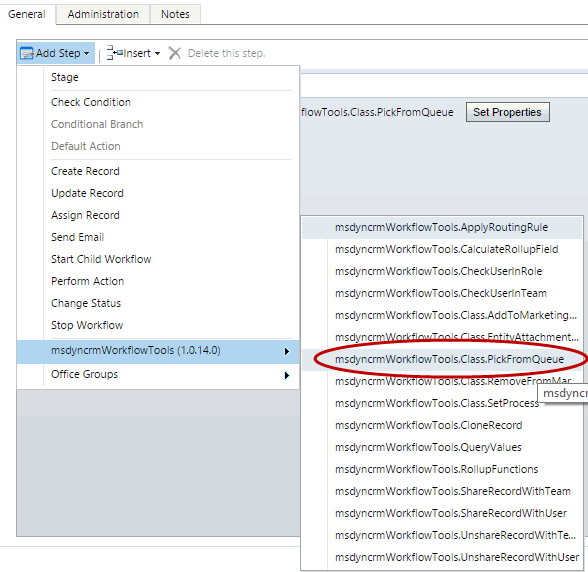 General Administration Notes
Add Step Insert Delete this step.
Stage
Check Condition
Conditional Branch
Default Action
Create Record
Update Record
Assign Record
Send Email
Start Child Workflow
Perform Action
Change Status
Stop Workflow
msdyncrmWorkflowTools (1.0.14.0)
Office Groups
flowTools.Class.PickFromQueue Set Properties
msdyncrmWorkflowTools.ApplyRoutingRule
msdyncrmWorkflowTools.CalculateRollupField
msdyncrmWorkflowTools.CheckUserInRole
msdyncrmWorkflowTools.CheckUserInTeam
msdyncrmWorkflowTools.Class.AddToMarketing...
msdyncrmWorkflowTools.Class.EntityAttachment...
msdyncrmWorkflowTools.Class.PickFromQueue
msdyncrmWorkflowTools.Class.RemoveFromMar
msdyncrmWorkflowTools.Class.SetProcess
msdyncr
msdyncrmWorkflowTools.CloneRecord
msdyncrmWorkflowTools.QueryValues
msdyncrmWorkflowTools.RollupFunctions
msdyncrmWorkflowTools.ShareRecordWithTeam
msdyncrmWorkflowTools.ShareRecordWithUser
msdyncrmWorkflowTools.UnshareRecordWithTe...
msdyncrmWorkflowTools.UnshareRecordWithUser